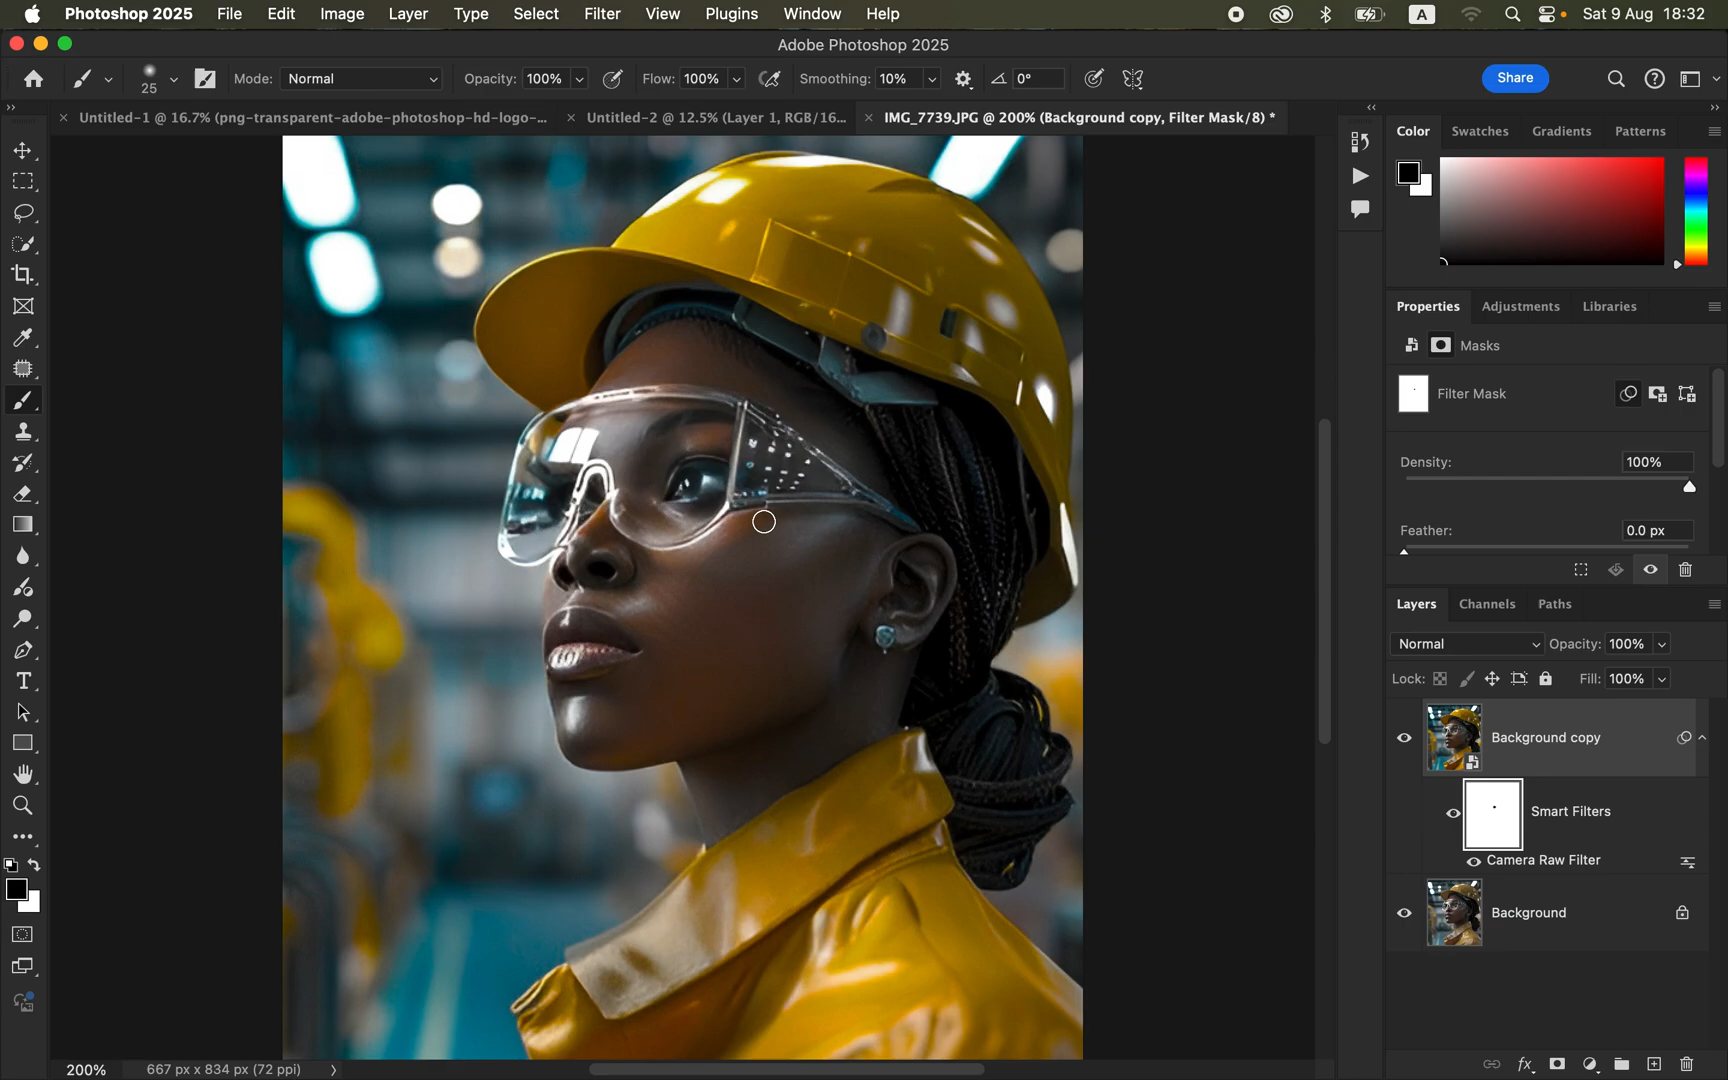 Photoshop 2025 File Edit Image Layer Type Select Filter View Plugins Window Help A Sat 9 Aug 18:32
Adobe Photoshop 2025
25 Mode: Normal Opacity: 100% Flow: 100% Smoothing: 10% 0° Share
Untitled-1 @ 16.7% (png-transparent-adobe-photoshop-hd-logo-... Untitled-2 @ 12.5% (Layer 1, RGB/16... IMG_7739.JPG @ 200% (Background copy, Filter Mask/8) *
Color Swatches Gradients Patterns
Properties Adjustments Libraries
Masks
Filter Mask
Density: 100%
Feather: 0.0 px
Layers Channels Paths
Normal Opacity: 100%
Lock: Fill: 100%
Background copy
Smart Filters
Camera Raw Filter
Background
200% 667 px x 834 px (72 ppi)